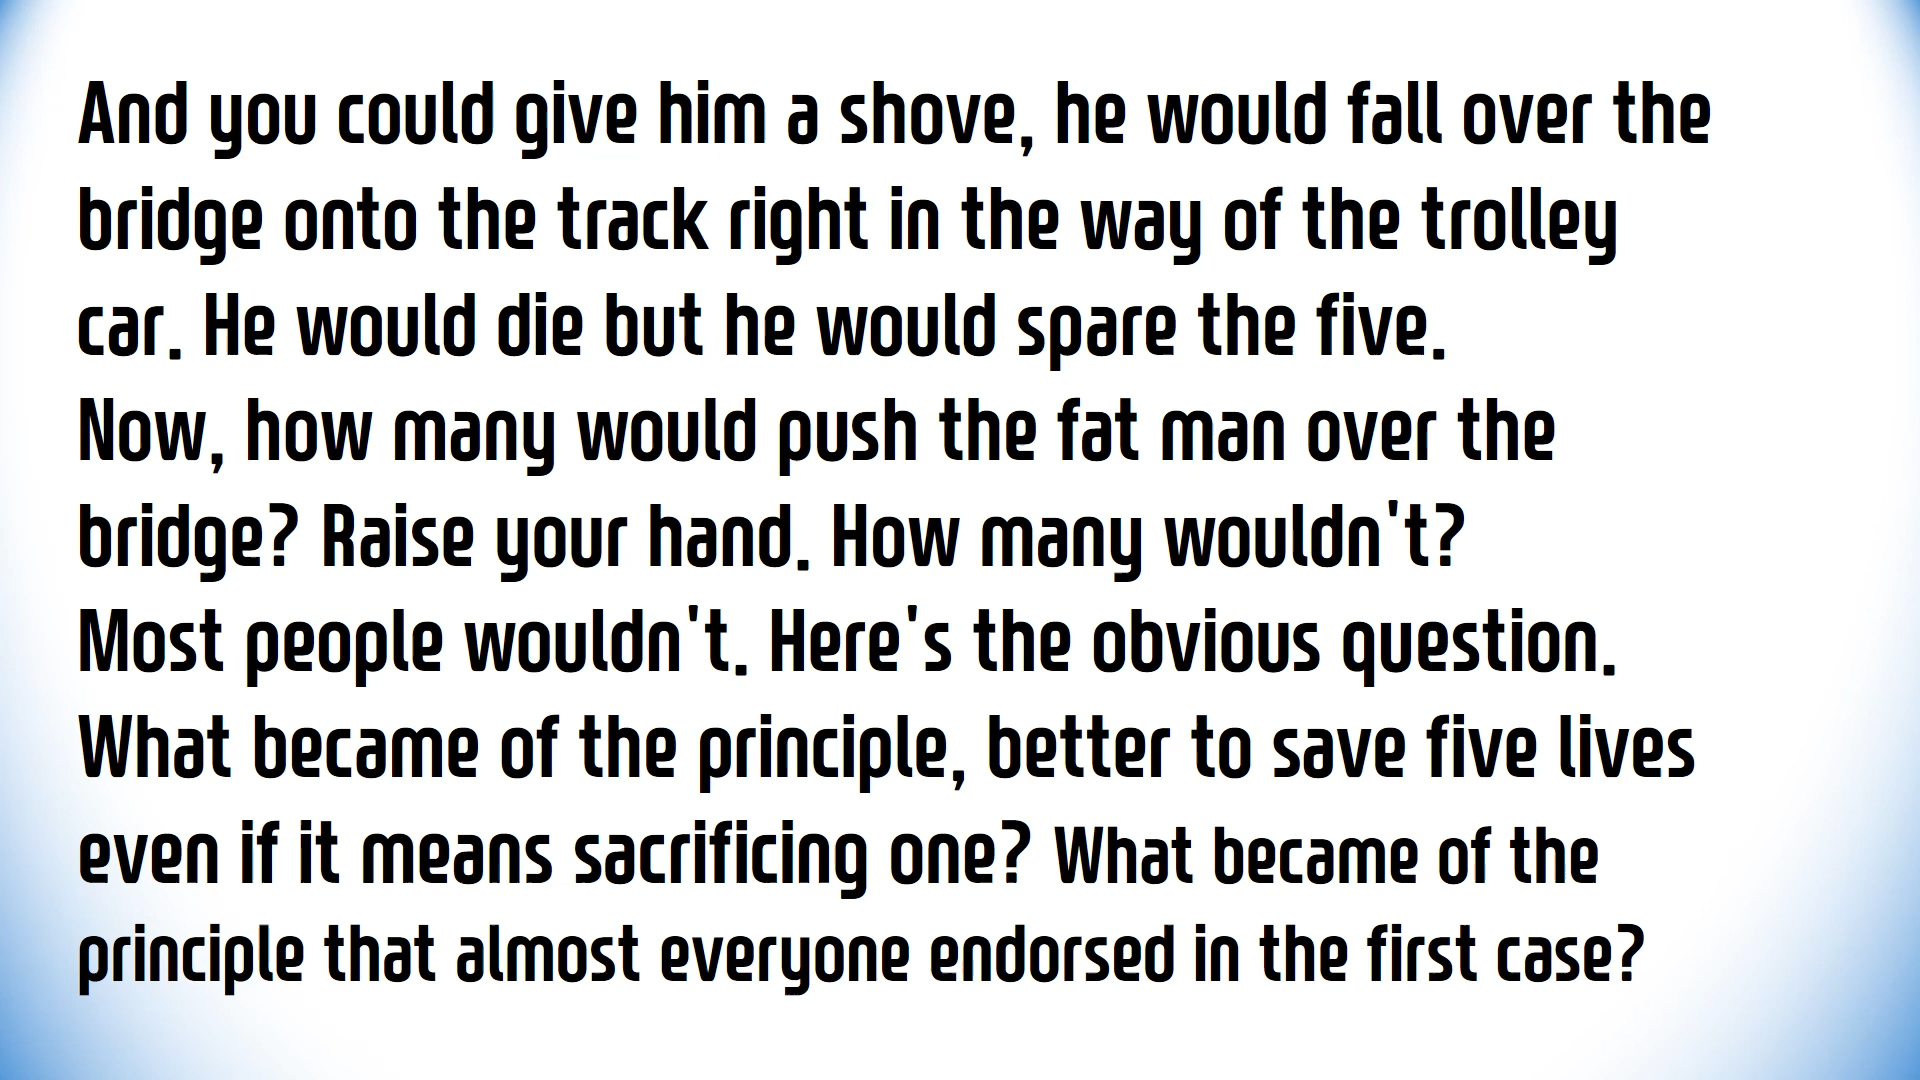 And you could give him a shove, he would fall over the
bridge onto the track right in the way of the trolley
car. He would die but he would spare the five.
Now, how many would push the fat man over the
bridge? Raise your hand. How many wouldn't?
Most people wouldn't. Here's the obvious question.
What became of the principle, better to save five lives
even if it means sacrificing one? What became of the
principle that almost everyone endorsed in the first case?